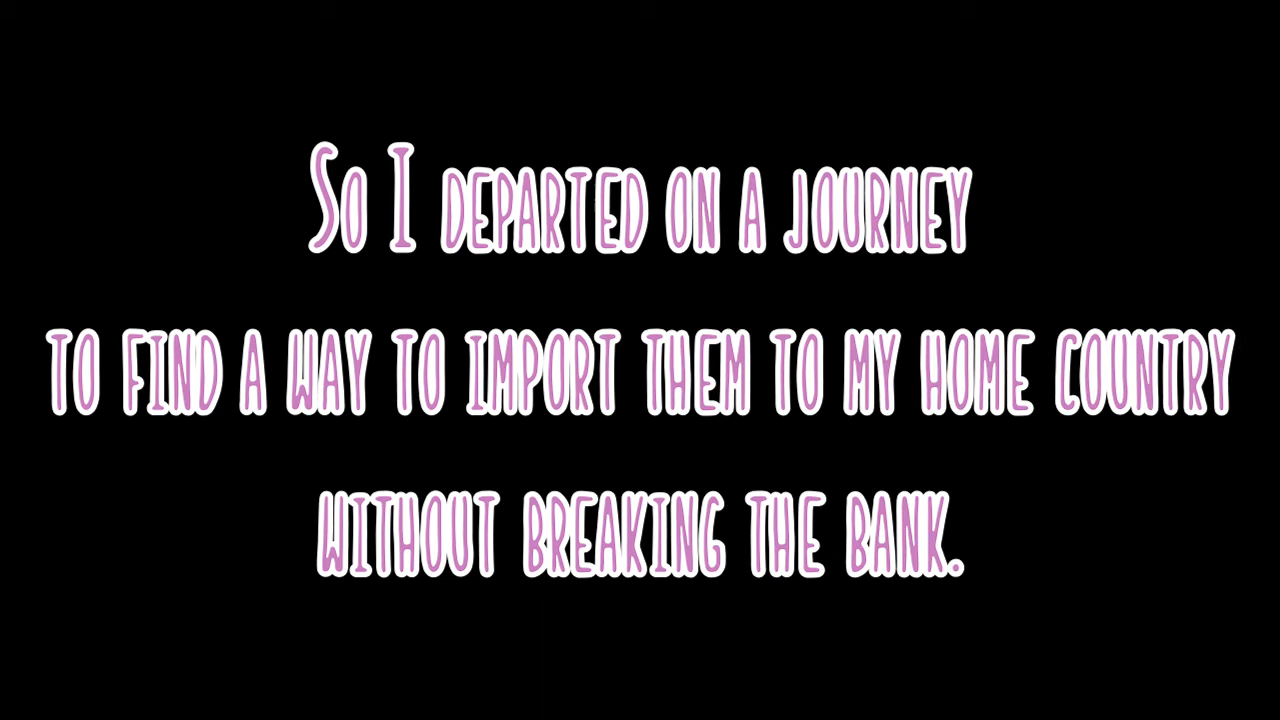 So I departed on a journey
to find a way to import them to my home country
without breaking the bank.